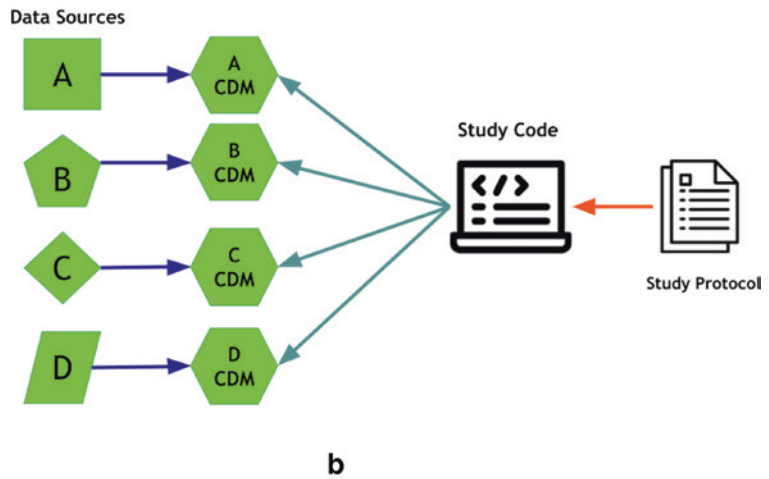 Data Sources
A
A
CDM
B
B
CDM
Study Code
</>
Study Protocol
C
C
CDM
D
D
CDM
b